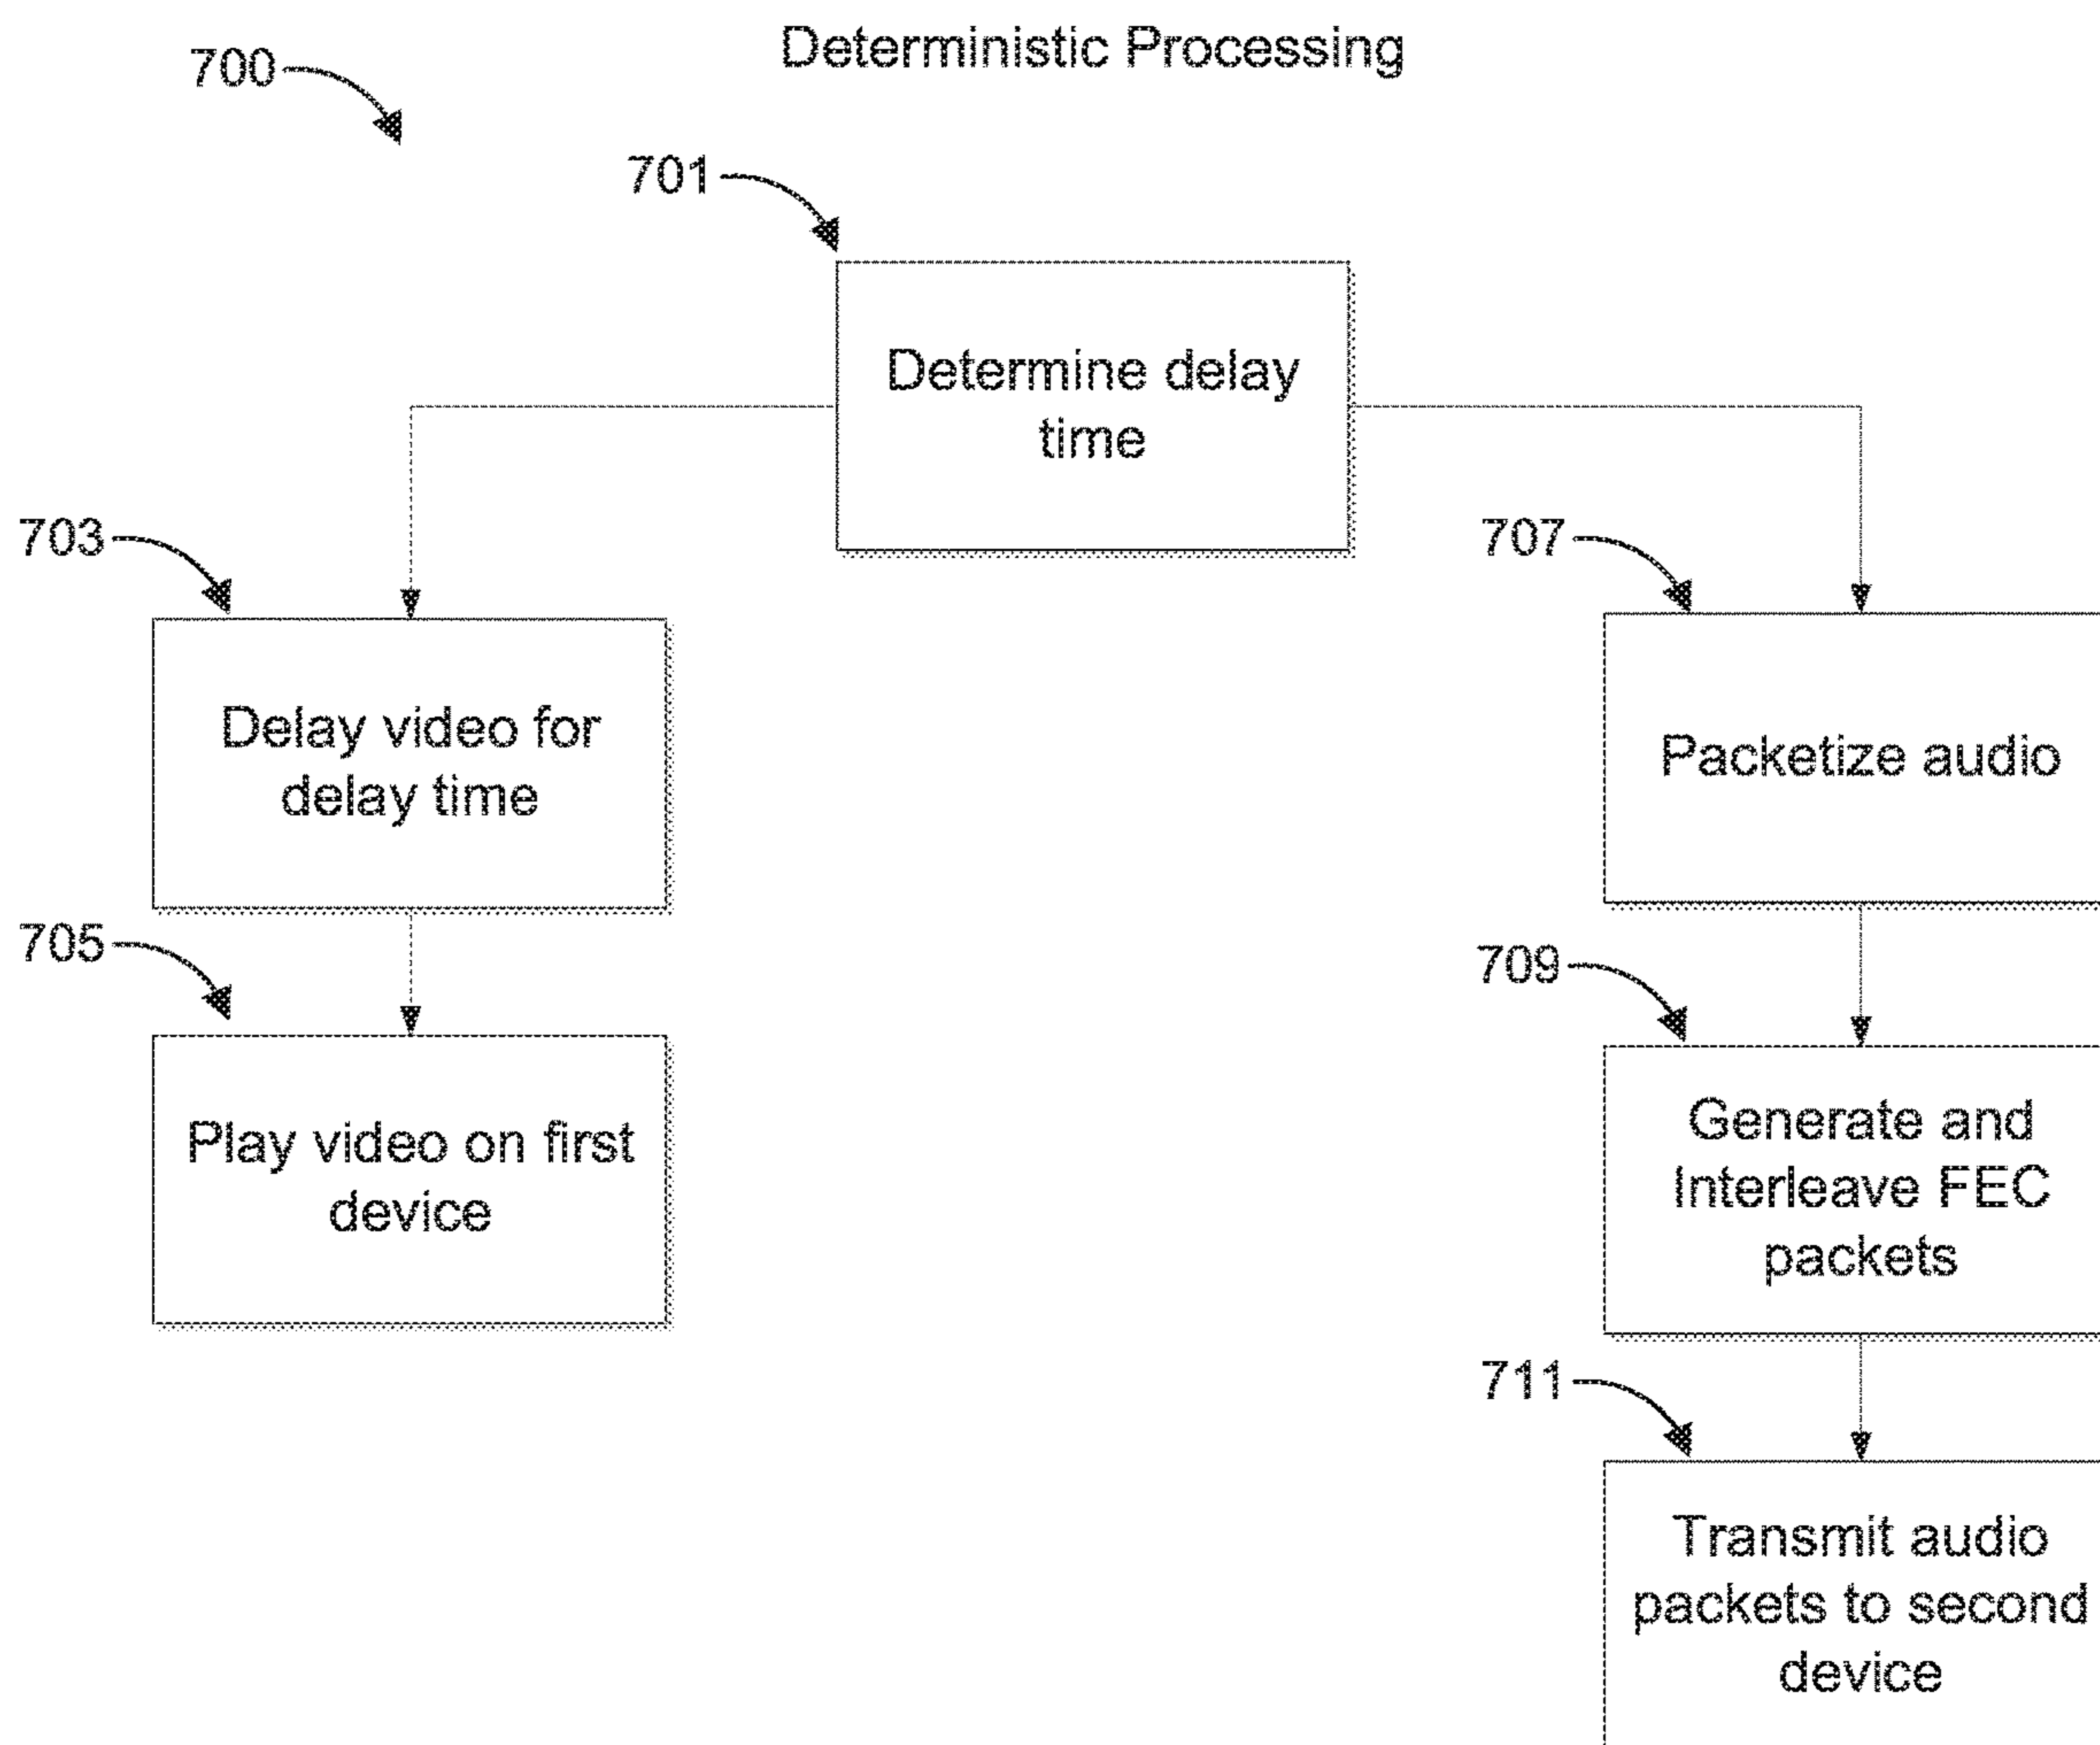 Deterministic Processing
700
701
Determine delay
time
703
Delay video for
delay time
705
Play video on first
device
707
Packetize audio
709
Generate and
Interleave FEC
packets
711
Transmit audio
packets to second
device